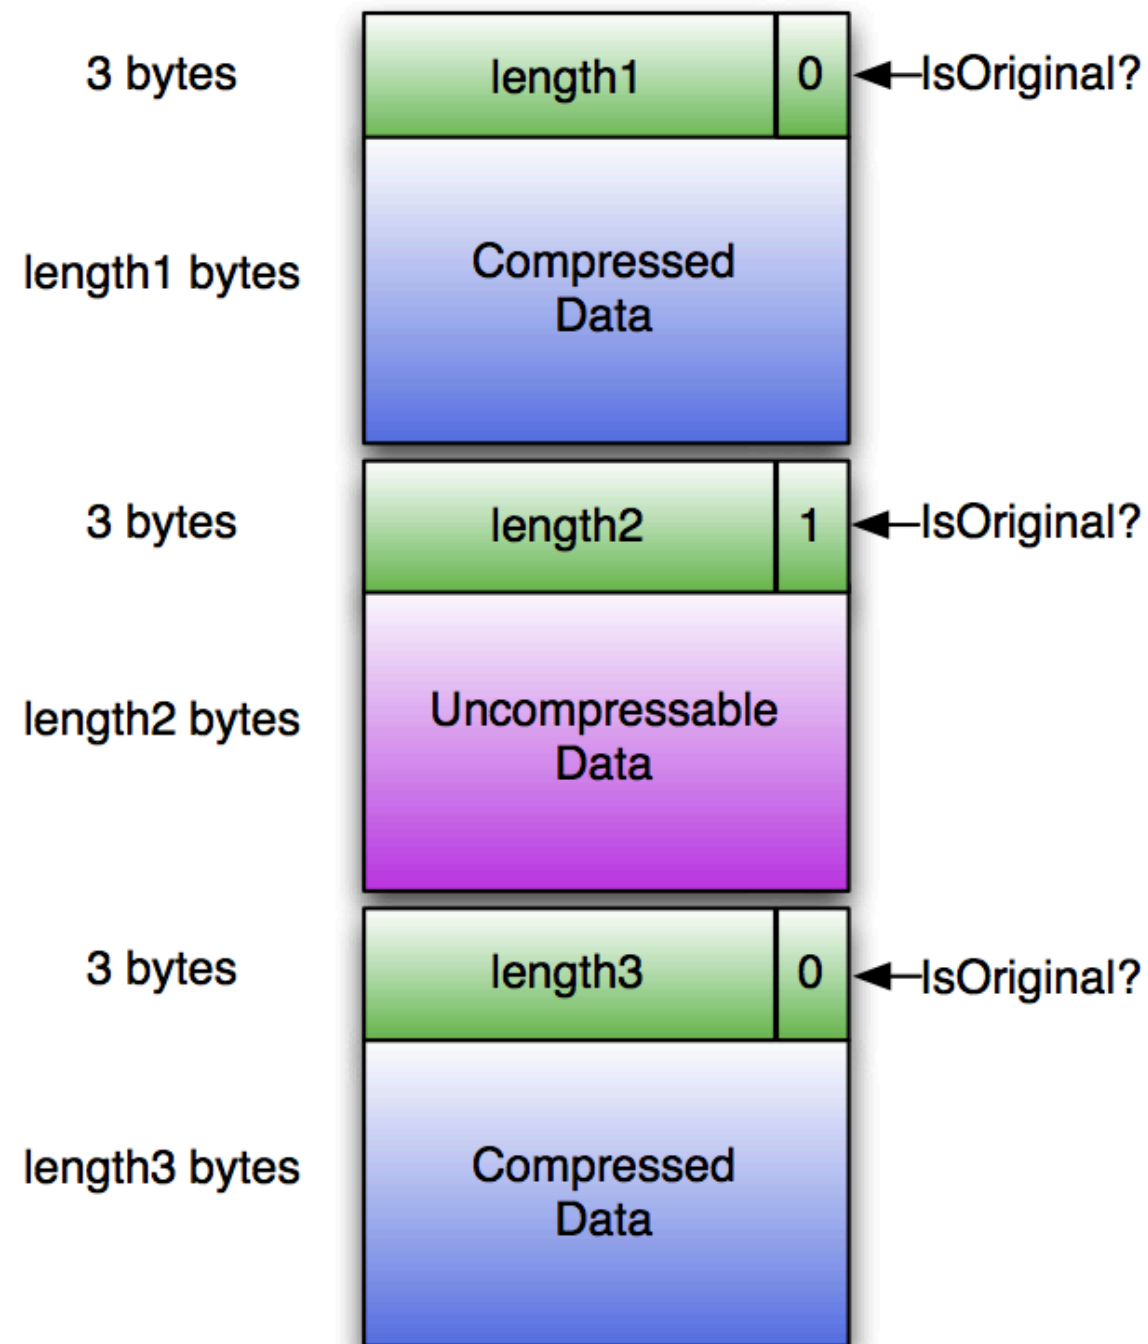 3 bytes
length1
0
IsOriginal?
length1 bytes
Compressed
Data
3 bytes
length2
1
IsOriginal?
length2 bytes
Uncompressable
Data
3 bytes
length3
0
IsOriginal?
length3 bytes
Compressed
Data